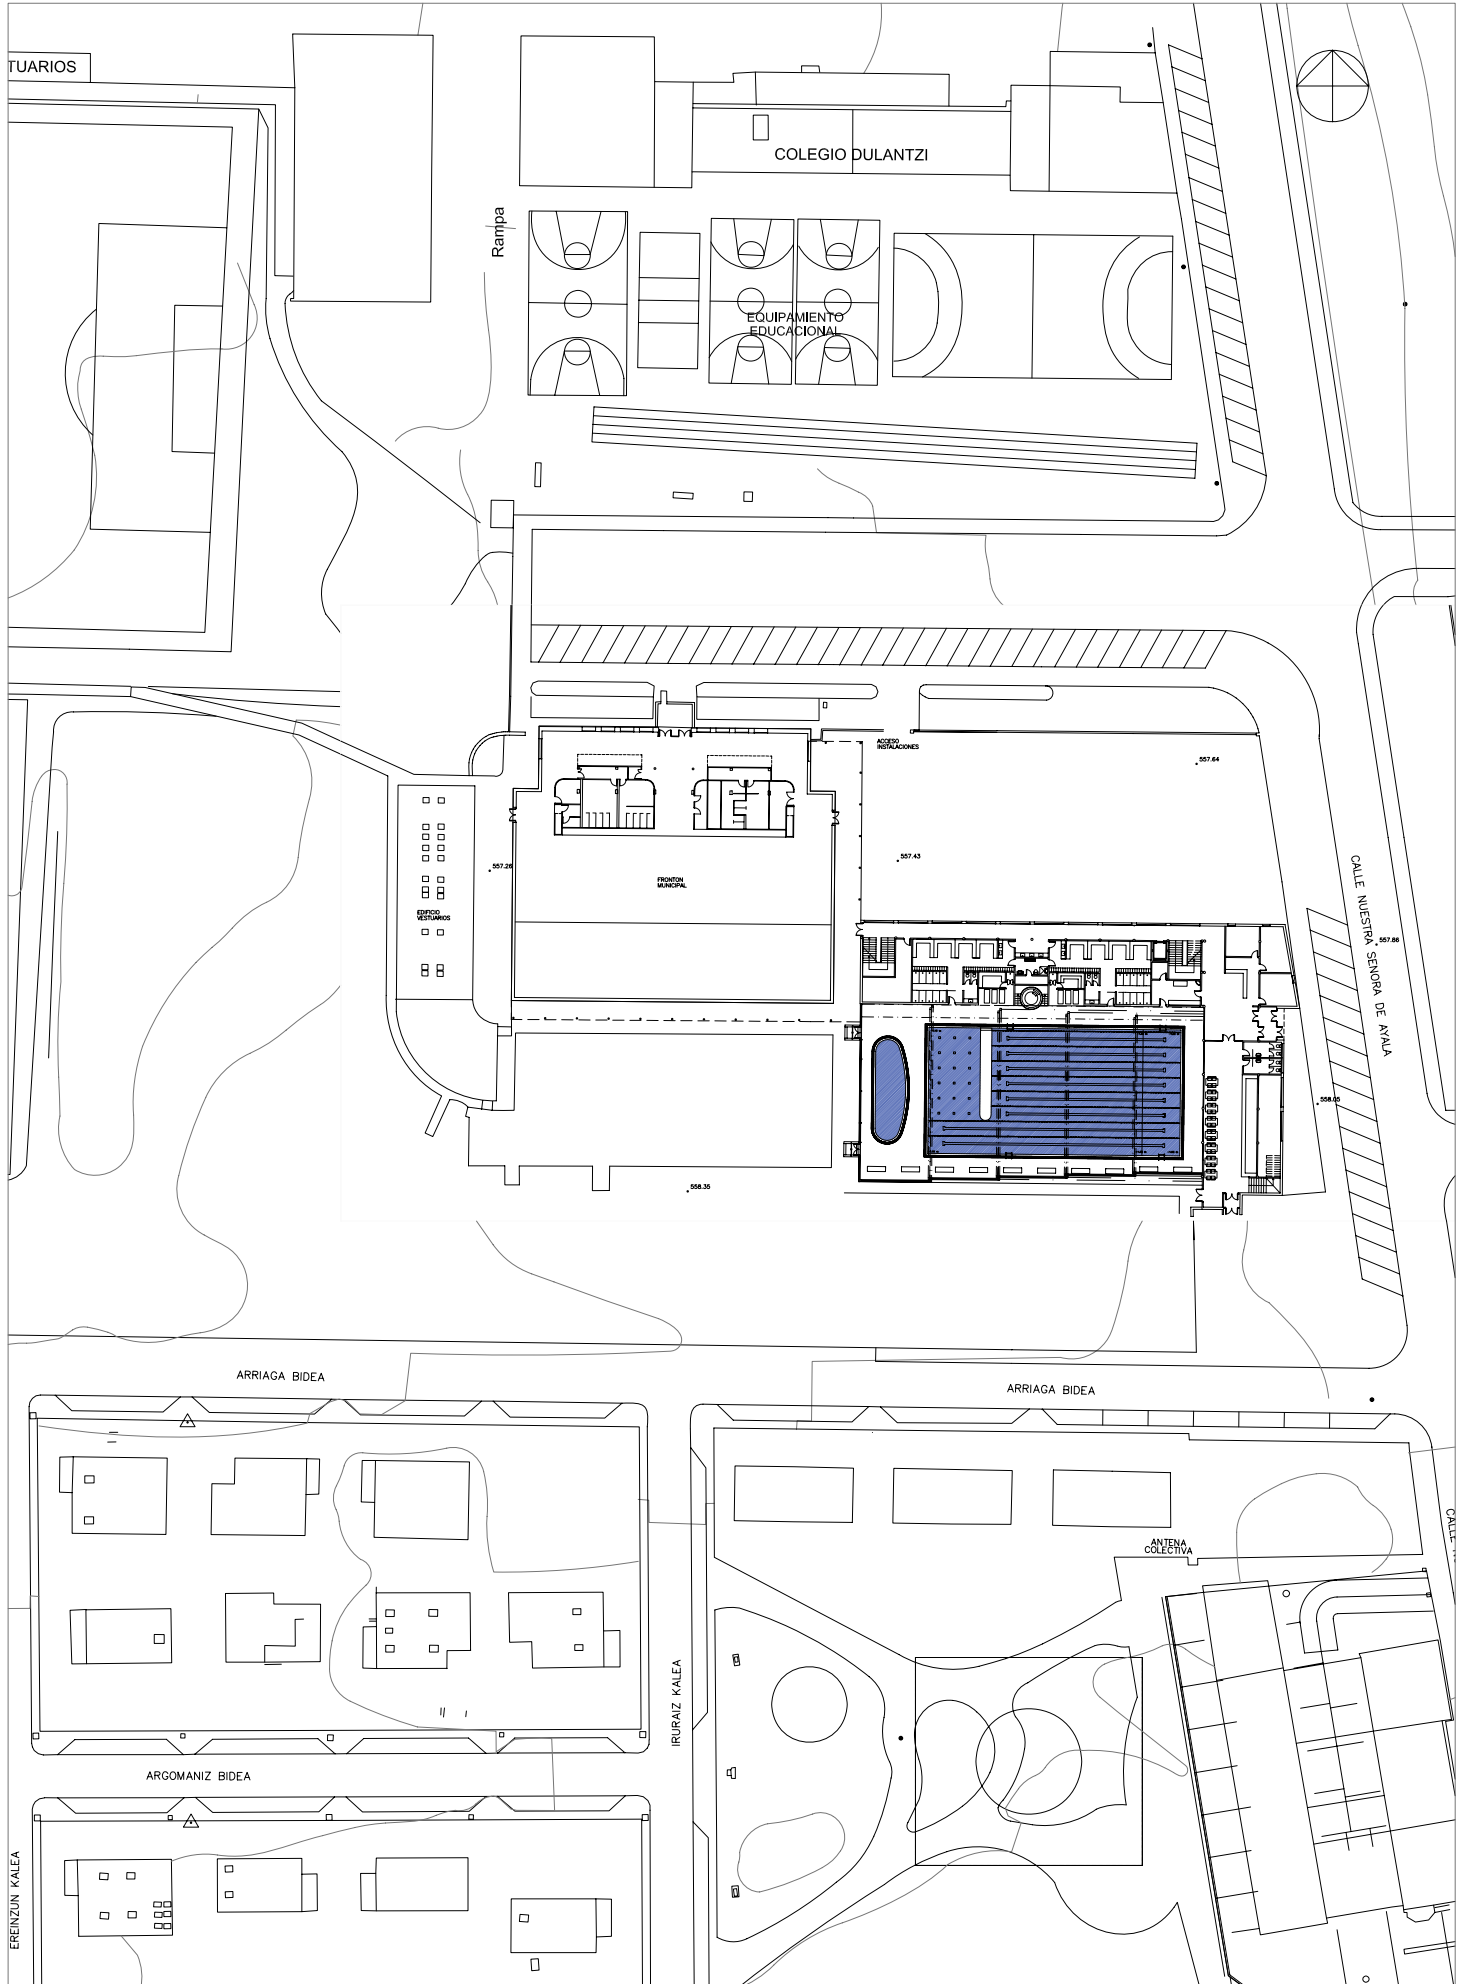 TUARIOS
COLEGIO DULANTZI
Rampa
EQUIPAMIENTO
EDUCACIONAL
ACCESO
INSTALACIONES
557.64
557.43
557.26
FRONTON
MUNICIPAL
EDIFICIO
VESTUARIOS
CALLE NUESTRA SENORA DE AYALA
557.86
558.05
558.35
ARRIAGA BIDEA
ARRIAGA BIDEA
ANTENA
COLECTIVA
IRURAIZ KALEA
ARGOMANIZ BIDEA
EREINZUN KALEA